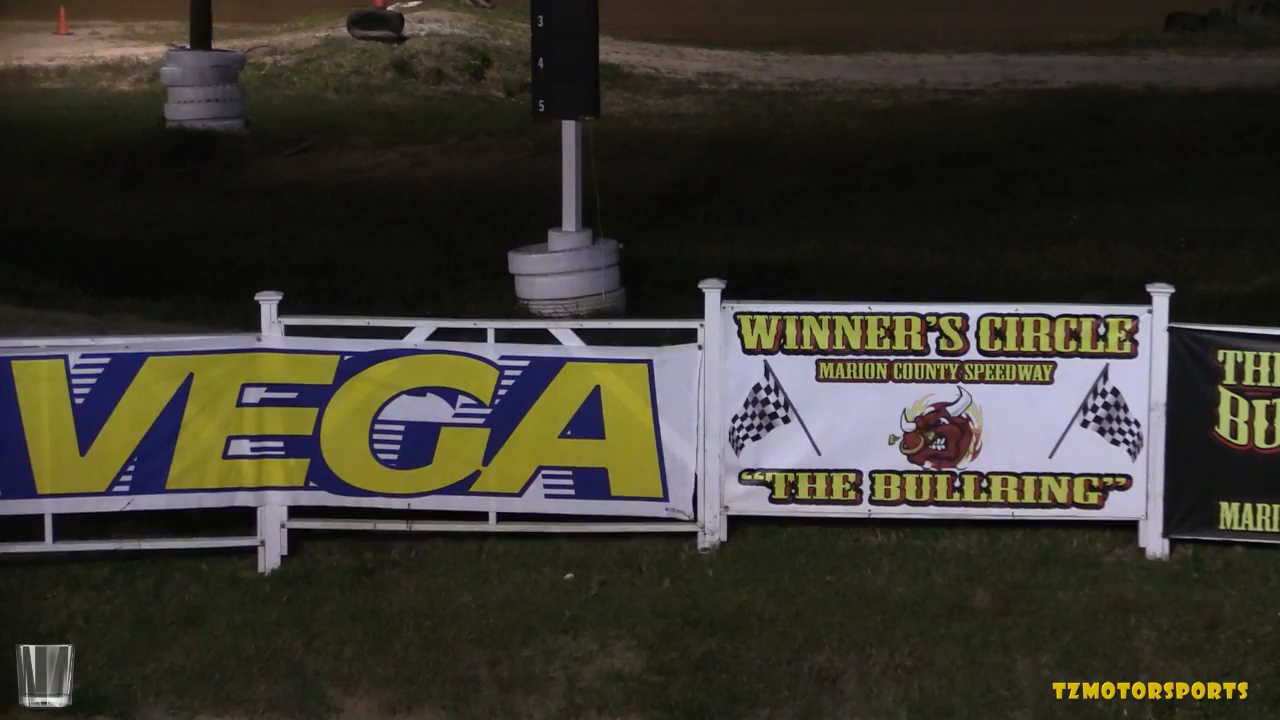 3
4
5
VEGA
WINNER'S CIRCLE
MARION COUNTY SPEEDWAY
"THE BULLRING"
TZMOTORSPORTS